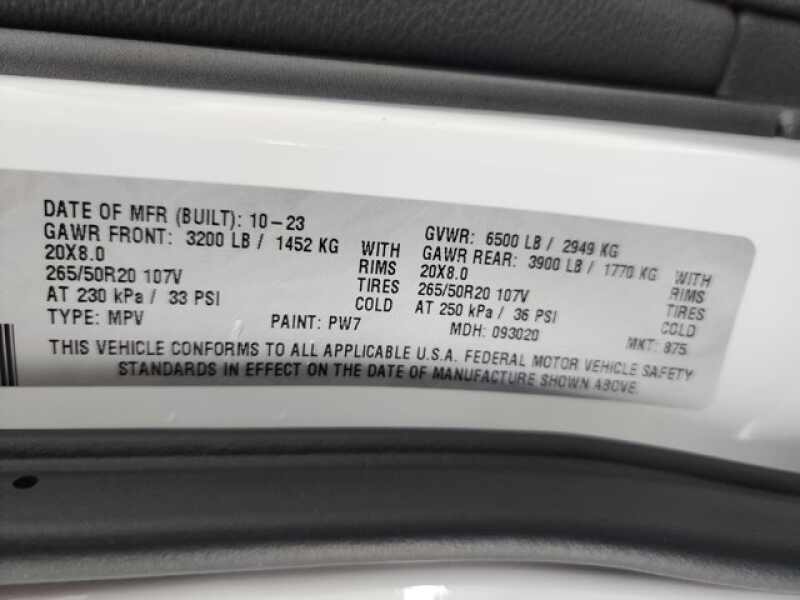 DATE OF MFR (BUILT): 10-23
GVWR: 6500 LB / 2949 KG
GAWR FRONT: 3200 LB / 1452 KG WITH
GAWR REAR: 3900 LB / 1770 KG WITH
20X8.0 RIMS
20X8.0 RIMS
265/50R20 107V TIRES
265/50R20 107V TIRES
AT 230 kPa / 33 PSI COLD
AT 250 kPa / 36 PSI COLD
TYPE: MPV PAINT: PW7 MDH: 093020 MKT: 875
THIS VEHICLE CONFORMS TO ALL APPLICABLE U.S.A. FEDERAL MOTOR VEHICLE SAFETY
STANDARDS IN EFFECT ON THE DATE OF MANUFACTURE SHOWN ABOVE.